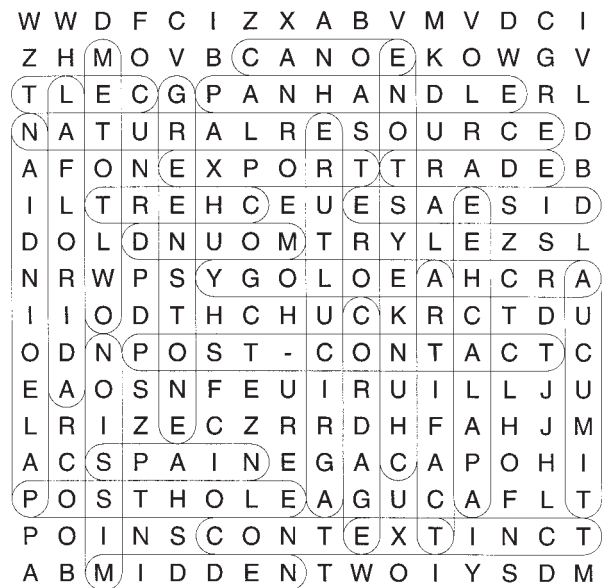 W W D F C I Z X A B V M V D C I
Z H M O V B C A N O E K O W G V
T L E C G P A N H A N D L E R L
N A T U R A L R E S O U R C E D
A F O N E X P O R T T R A D E B
I L T R E H C E U E S A E S I D
D O L D N U O M T R Y L E Z S L
N R W P S Y G O L O E A H C R A
I I O D T H C H U C K R C T D U
O D N P O S T - C O N T A C T C
E A O S N F E U I R U I L L J U
L R I Z E C Z R R D H F A H J M
A C S P A I N E G A C A P O H I
P O S T H O L E A G U C A F L T
P O I N S C O N T E X T I N C T
A B M I D D E N T W O I Y S D M